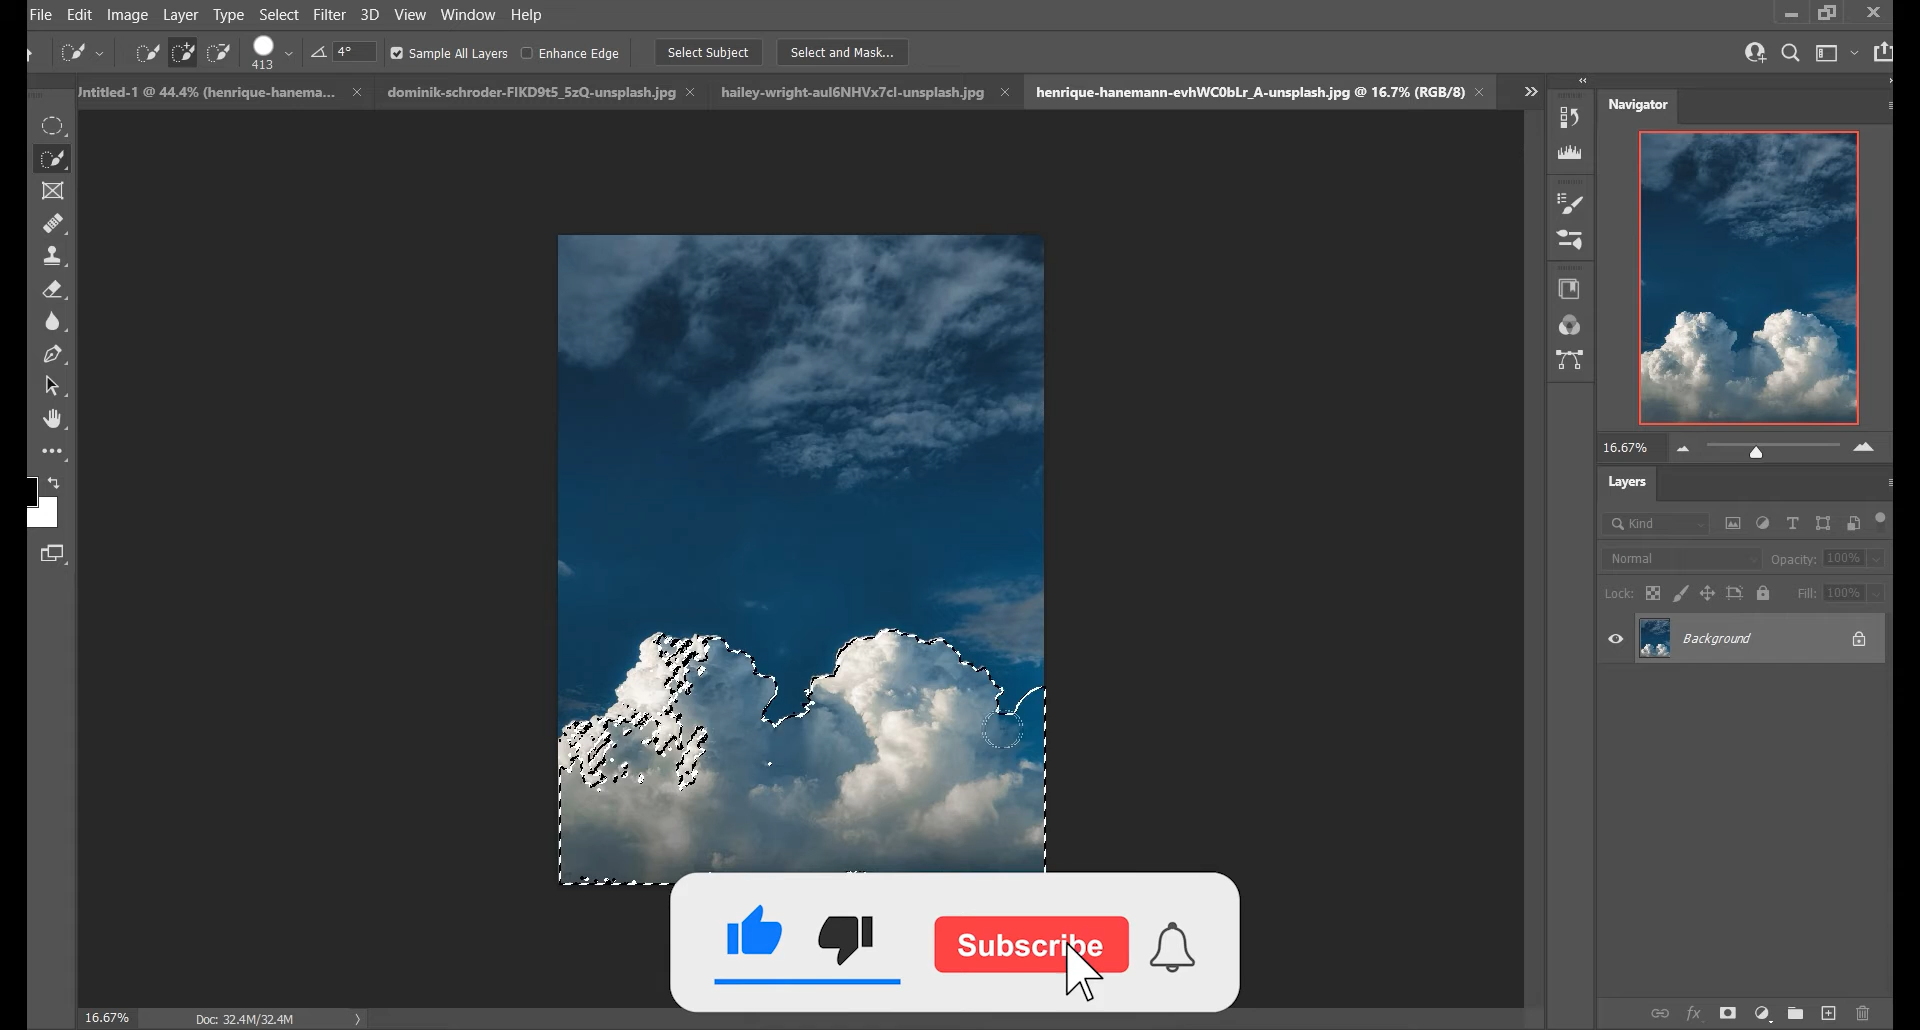 File Edit Image Layer Type Select Filter 3D View Window Help
413
4°
Sample All Layers
Enhance Edge
Select Subject
Select and Mask...
Untitled-1 @ 44.4% (henrique-hanema...
dominik-schroder-FIKD9t5_5zQ-unsplash.jpg
hailey-wright-aul6NHVx7cI-unsplash.jpg
henrique-hanemann-evhWC0bLr_A-unsplash.jpg @ 16.7% (RGB/8)
Navigator
16.67%
Layers
Kind
Normal
Opacity: 100%
Lock:
Fill: 100%
Background
Subscribe
16.67%
Doc: 32.4M/32.4M
fx